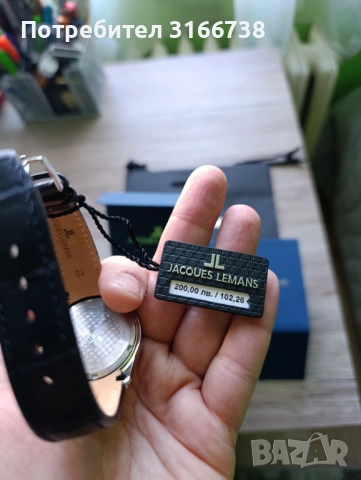 Потребител 3166738
JL
JACQUES LEMANS
200,00 лв. / 102,26
BAZAR